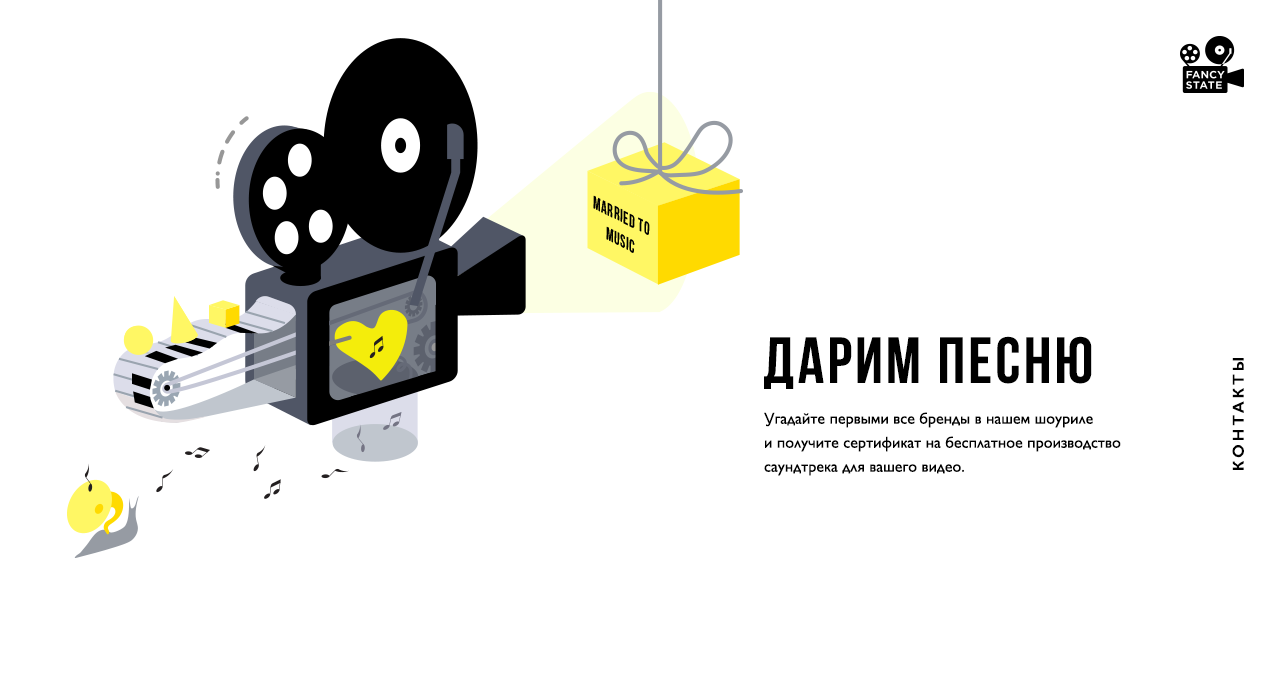 FANCY
STATE
MARRIED TO
MUSIC
ДАРИМ ПЕСНЮ
Угадайте первыми все бренды в нашем шоуриле
и получите сертификат на бесплатное производство
саундтрека для вашего видео.
КОНТАКТЫ